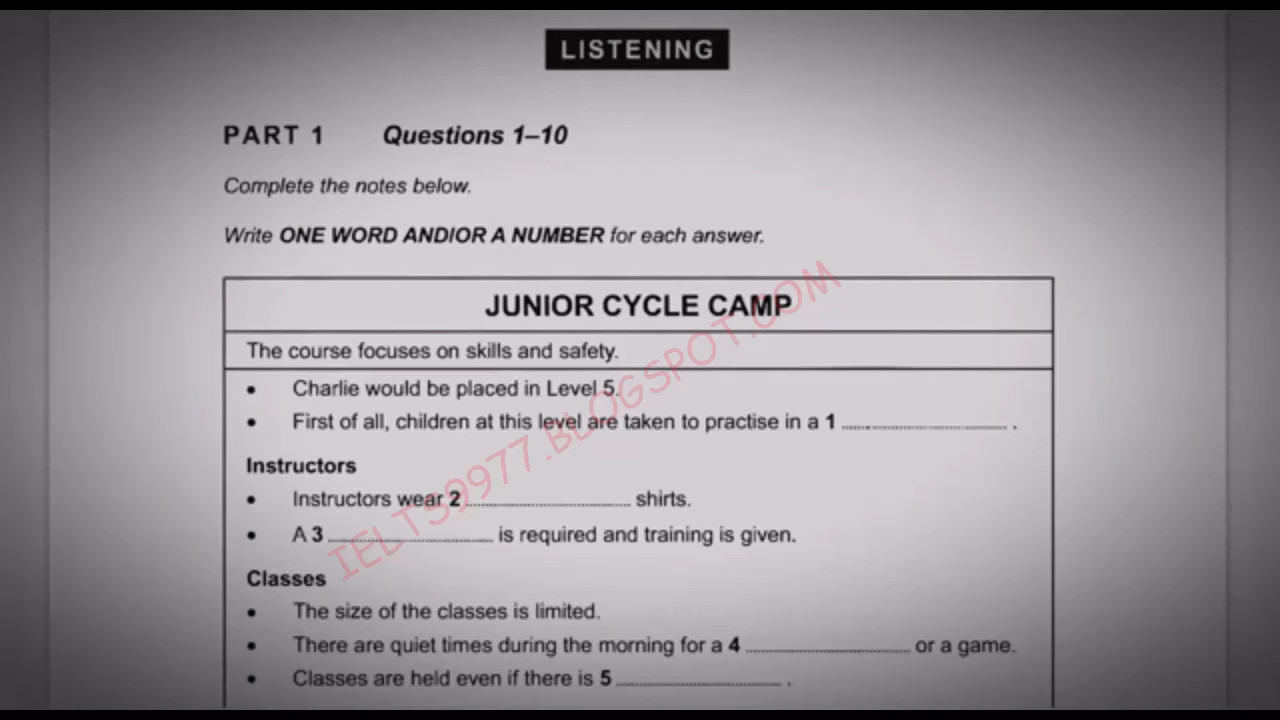 LISTENING
PART 1 Questions 1–10
Complete the notes below.
Write ONE WORD AND/OR A NUMBER for each answer.
JUNIOR CYCLE CAMP
The course focuses on skills and safety.
• Charlie would be placed in Level 5.
• First of all, children at this level are taken to practise in a 1 .................... .
Instructors
• Instructors wear 2 .................... shirts.
• A 3 .................... is required and training is given.
Classes
• The size of the classes is limited.
• There are quiet times during the morning for a 4 .................... or a game.
• Classes are held even if there is 5 .................... .
IELTS9977.BLOGSPOT.COM